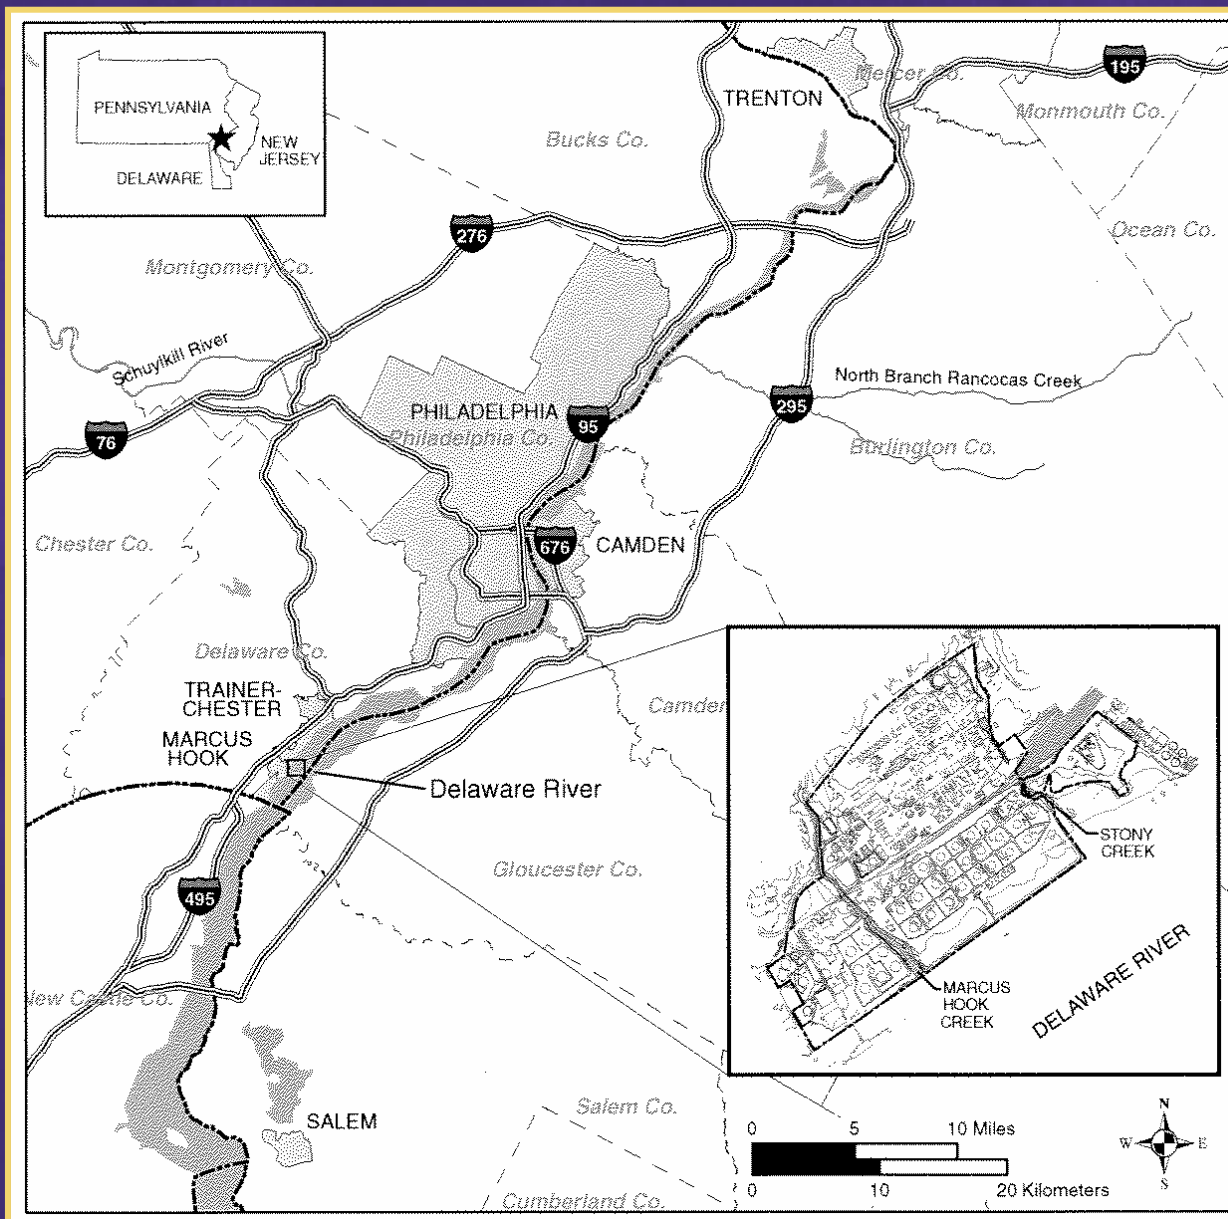 PENNSYLVANIA
NEW
JERSEY
DELAWARE
TRENTON
Mercer Co.
195
Monmouth Co.
Bucks Co.
276
Montgomery Co.
Ocean Co.
Schuylkill River
North Branch Rancocas Creek
PHILADELPHIA
Philadelphia Co.
95
295
76
Burlington Co.
Chester Co.
676
CAMDEN
Delaware Co.
TRAINER-
CHESTER
Camden
MARCUS
HOOK
Delaware River
STONY
CREEK
Gloucester Co.
495
MARCUS
HOOK
CREEK
DELAWARE RIVER
New Castle Co.
SALEM
Salem Co.
Cumberland Co.
0 5 10 Miles
0 10 20 Kilometers
N
W E
S